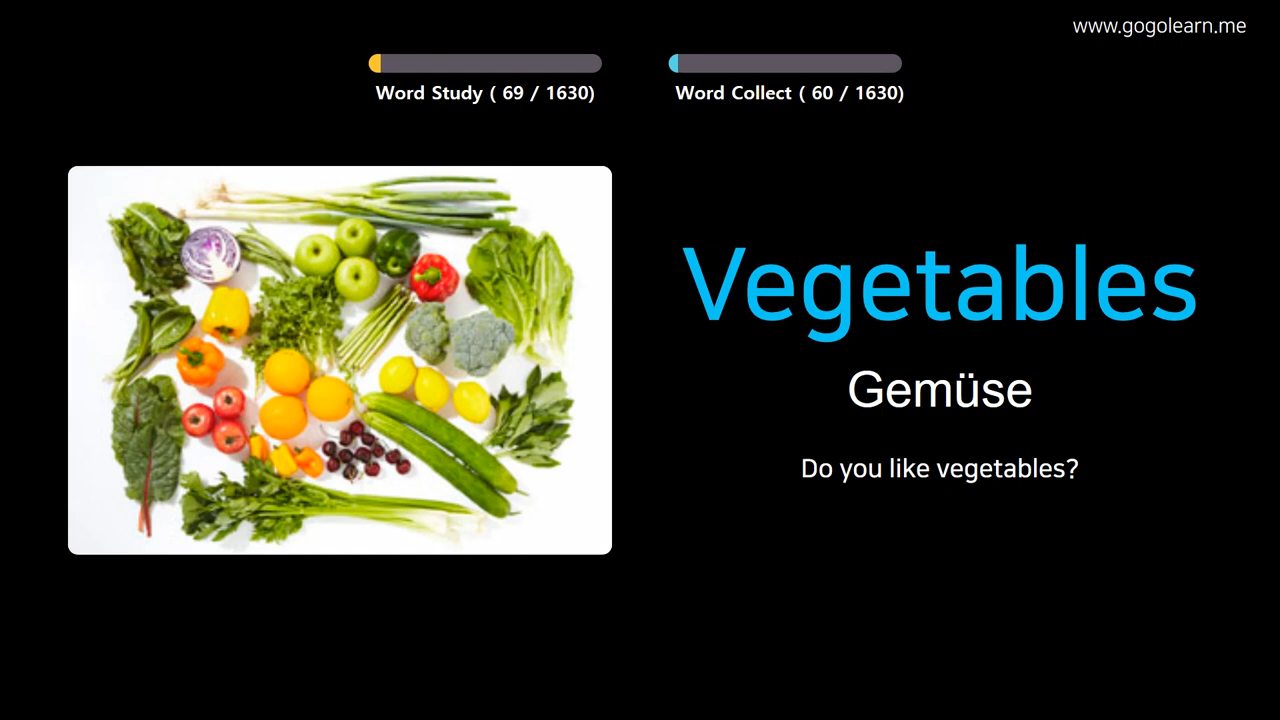 www.gogolearn.me
Word Study ( 69 / 1630)
Word Collect ( 60 / 1630)
Vegetables
Gemüse
Do you like vegetables?